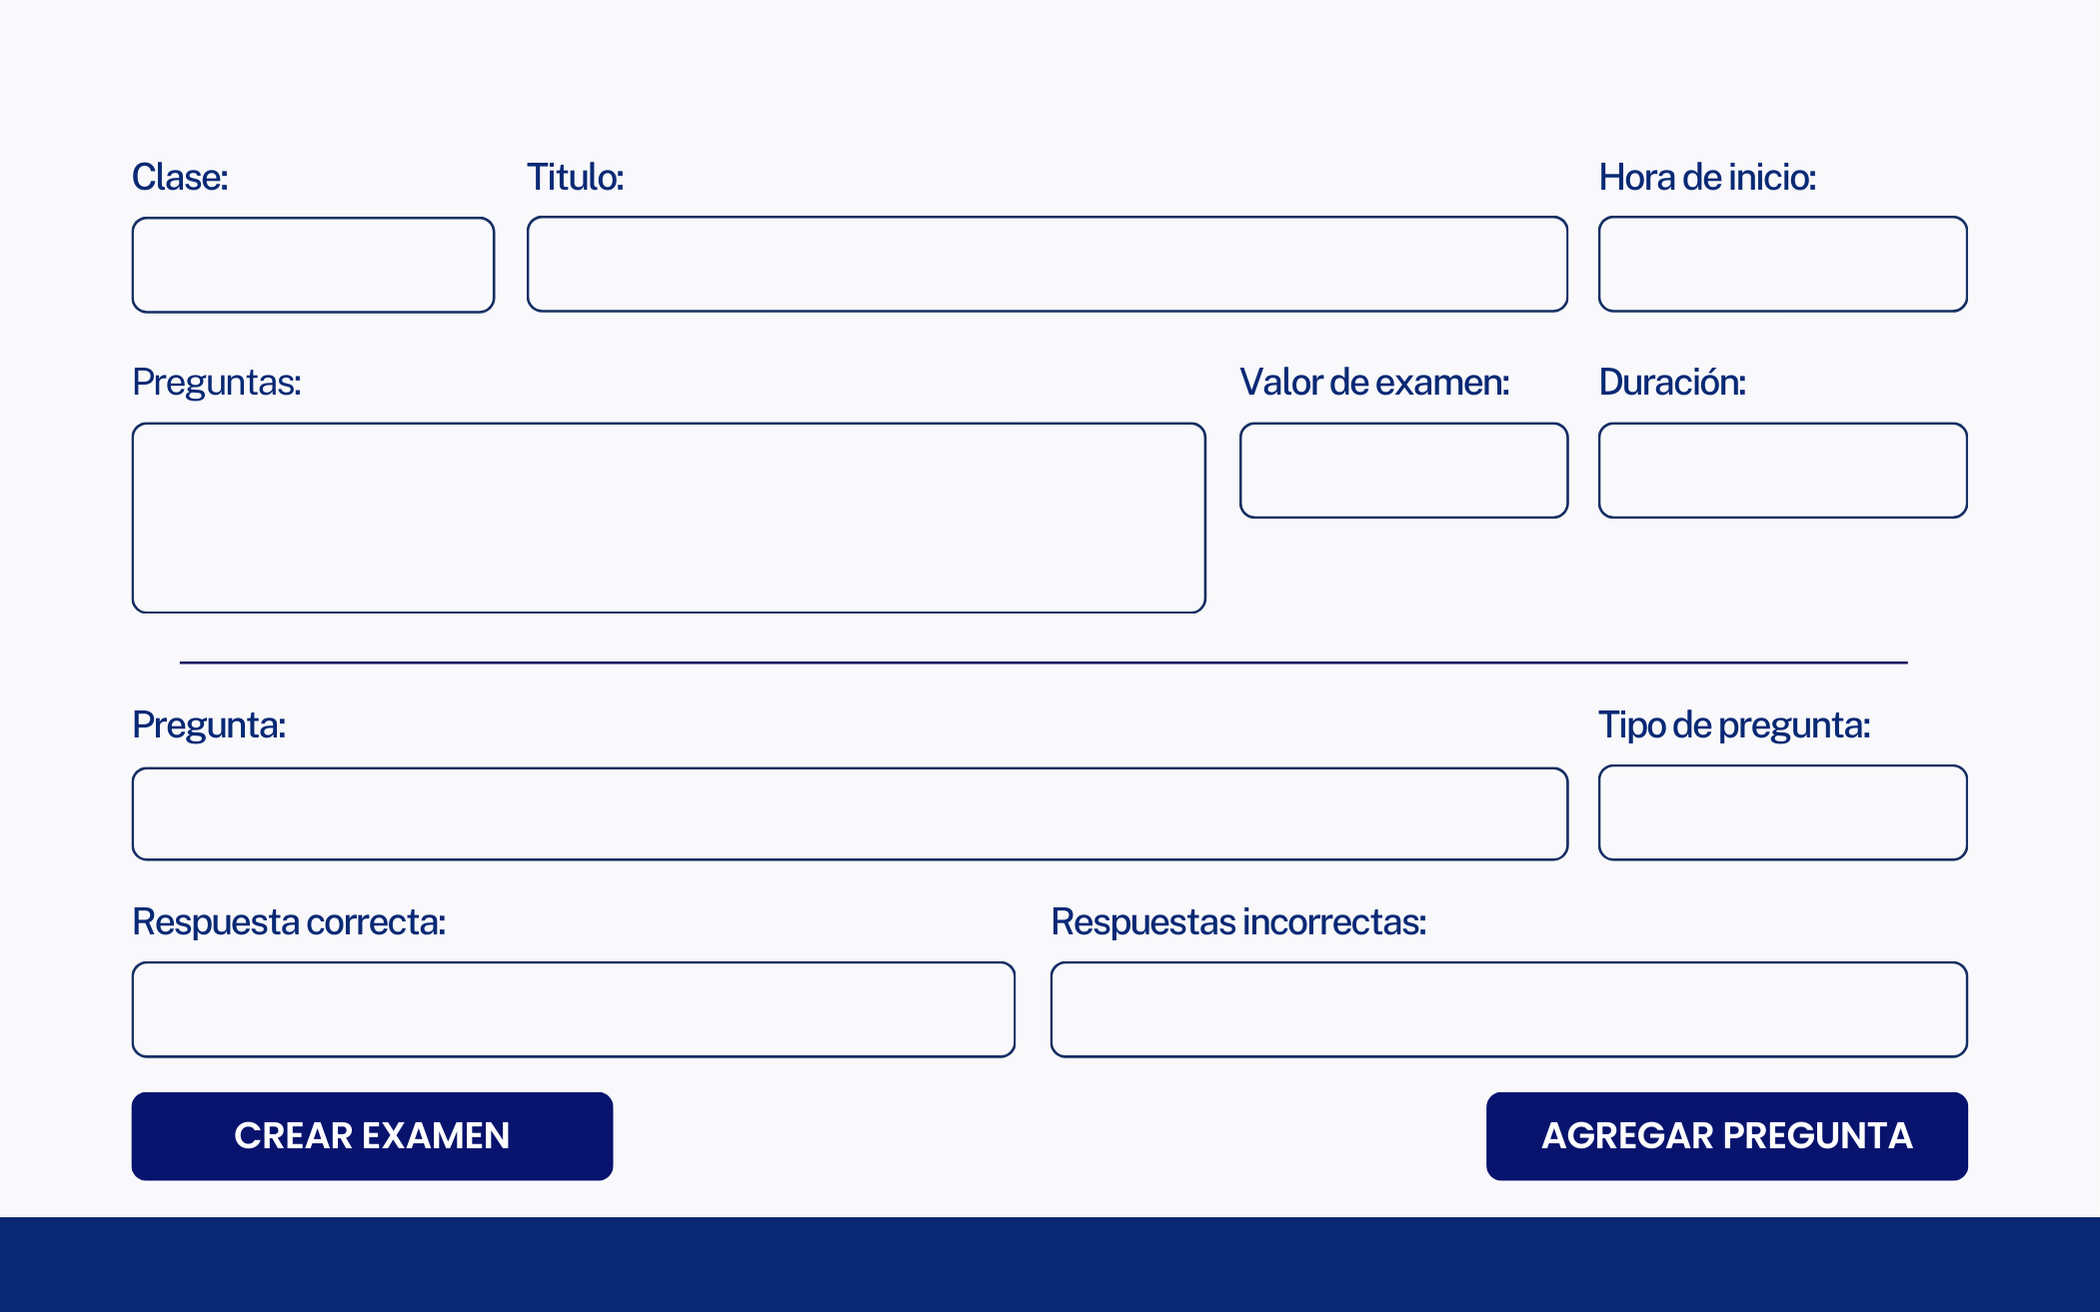 Clase:
Titulo:
Hora de inicio:
Preguntas:
Valor de examen:
Duración:
Pregunta:
Tipo de pregunta:
Respuesta correcta:
Respuestas incorrectas:
CREAR EXAMEN
AGREGAR PREGUNTA